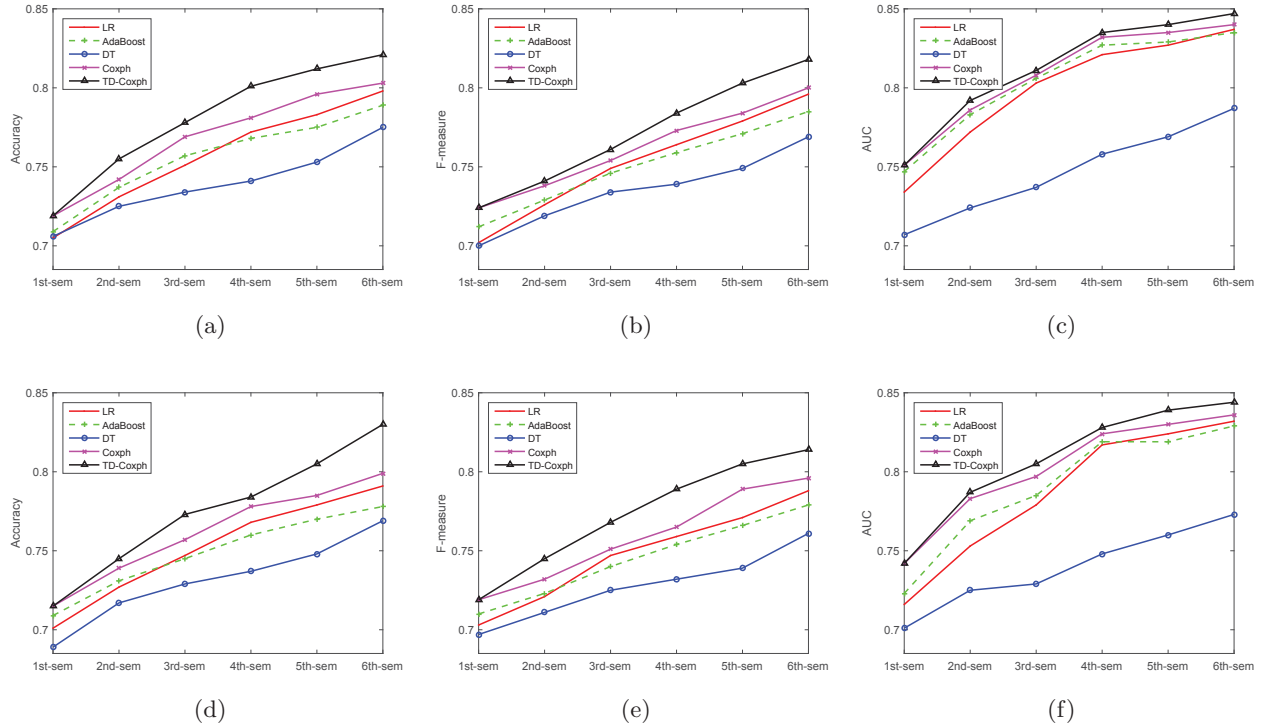 0.85
LR
AdaBoost
DT
Coxph
TD-Coxph
0.8
0.75
0.7
Accuracy
1st-sem 2nd-sem 3rd-sem 4th-sem 5th-sem 6th-sem
(a)
0.85
LR
AdaBoost
DT
Coxph
TD-Coxph
0.8
0.75
0.7
F-measure
1st-sem 2nd-sem 3rd-sem 4th-sem 5th-sem 6th-sem
(b)
0.85
LR
AdaBoost
DT
Coxph
TD-Coxph
0.8
0.75
0.7
AUC
1st-sem 2nd-sem 3rd-sem 4th-sem 5th-sem 6th-sem
(c)
0.85
LR
AdaBoost
DT
Coxph
TD-Coxph
0.8
0.75
0.7
Accuracy
1st-sem 2nd-sem 3rd-sem 4th-sem 5th-sem 6th-sem
(d)
0.85
LR
AdaBoost
DT
Coxph
TD-Coxph
0.8
0.75
0.7
F-measure
1st-sem 2nd-sem 3rd-sem 4th-sem 5th-sem 6th-sem
(e)
0.85
LR
AdaBoost
DT
Coxph
TD-Coxph
0.8
0.75
0.7
AUC
1st-sem 2nd-sem 3rd-sem 4th-sem 5th-sem 6th-sem
(f)